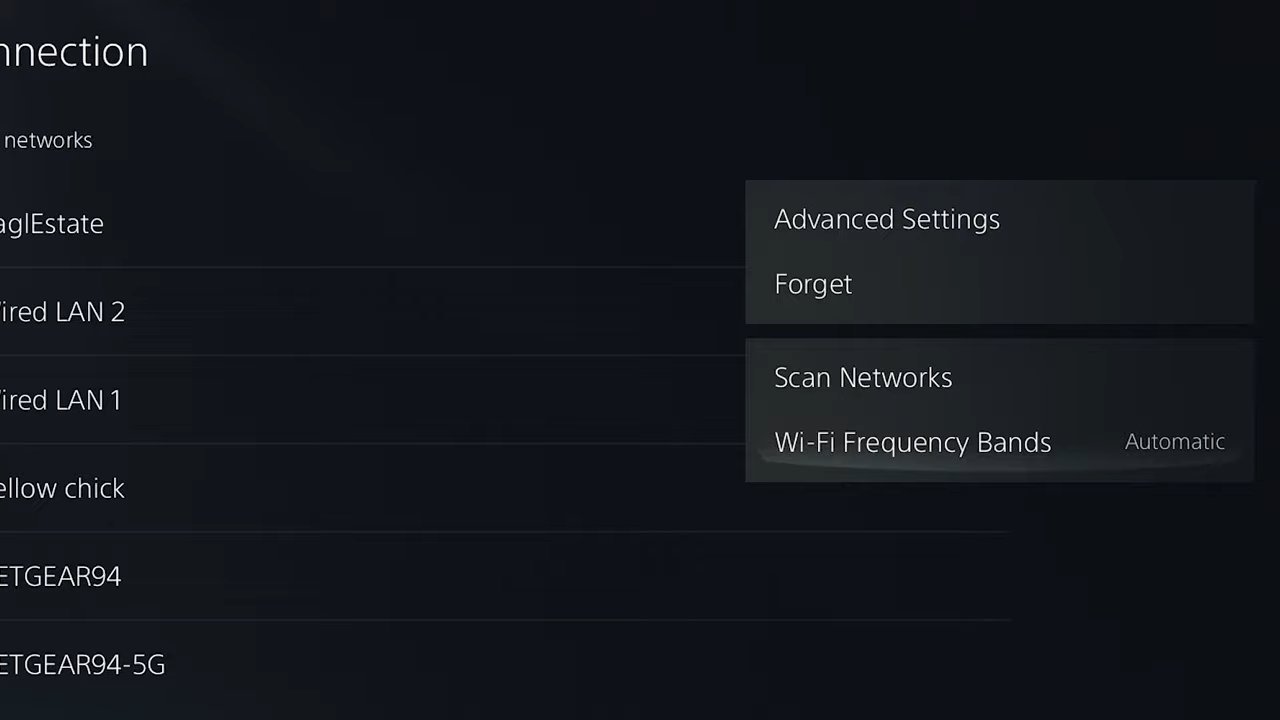 nnection
networks
aglEstate
Advanced Settings
Forget
ired LAN 2
Scan Networks
ired LAN 1
Wi-Fi Frequency Bands Automatic
ellow chick
ETGEAR94
ETGEAR94-5G